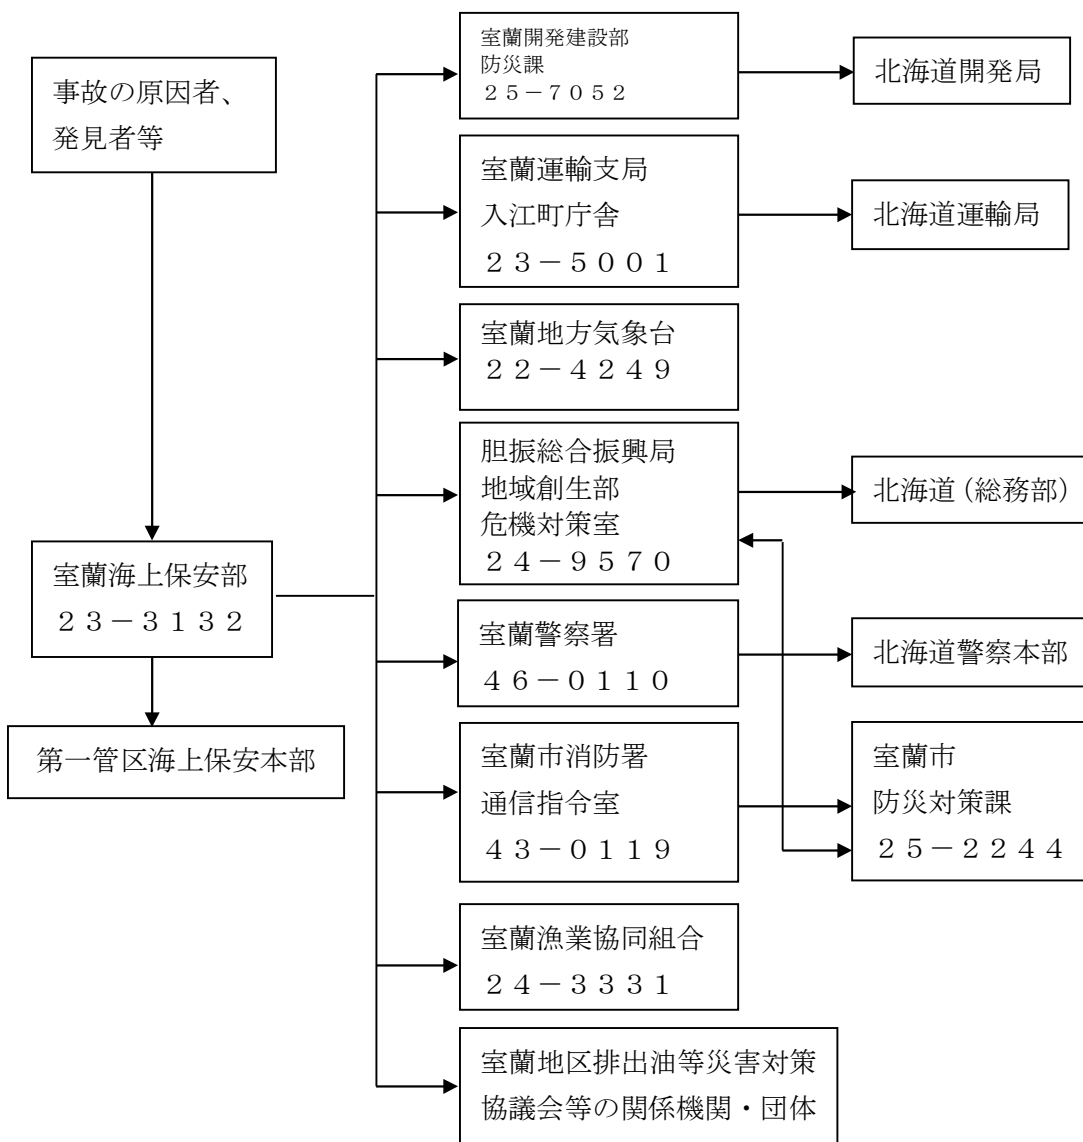 事故の原因者、
発見者等
室蘭海上保安部
２３－３１３２
第一管区海上保安本部
室蘭開発建設部
防災課
２５－７０５２
北海道開発局
室蘭運輸支局
入江町庁舎
２３－５００１
北海道運輸局
室蘭地方気象台
２２－４２４９
胆振総合振興局
地域創生部
危機対策室
２４－９５７０
北海道（総務部）
室蘭警察署
４６－０１１０
北海道警察本部
室蘭市消防署
通信指令室
４３－０１１９
室蘭市
防災対策課
２５－２２４４
室蘭漁業協同組合
２４－３３３１
室蘭地区排出油等災害対策
協議会等の関係機関・団体